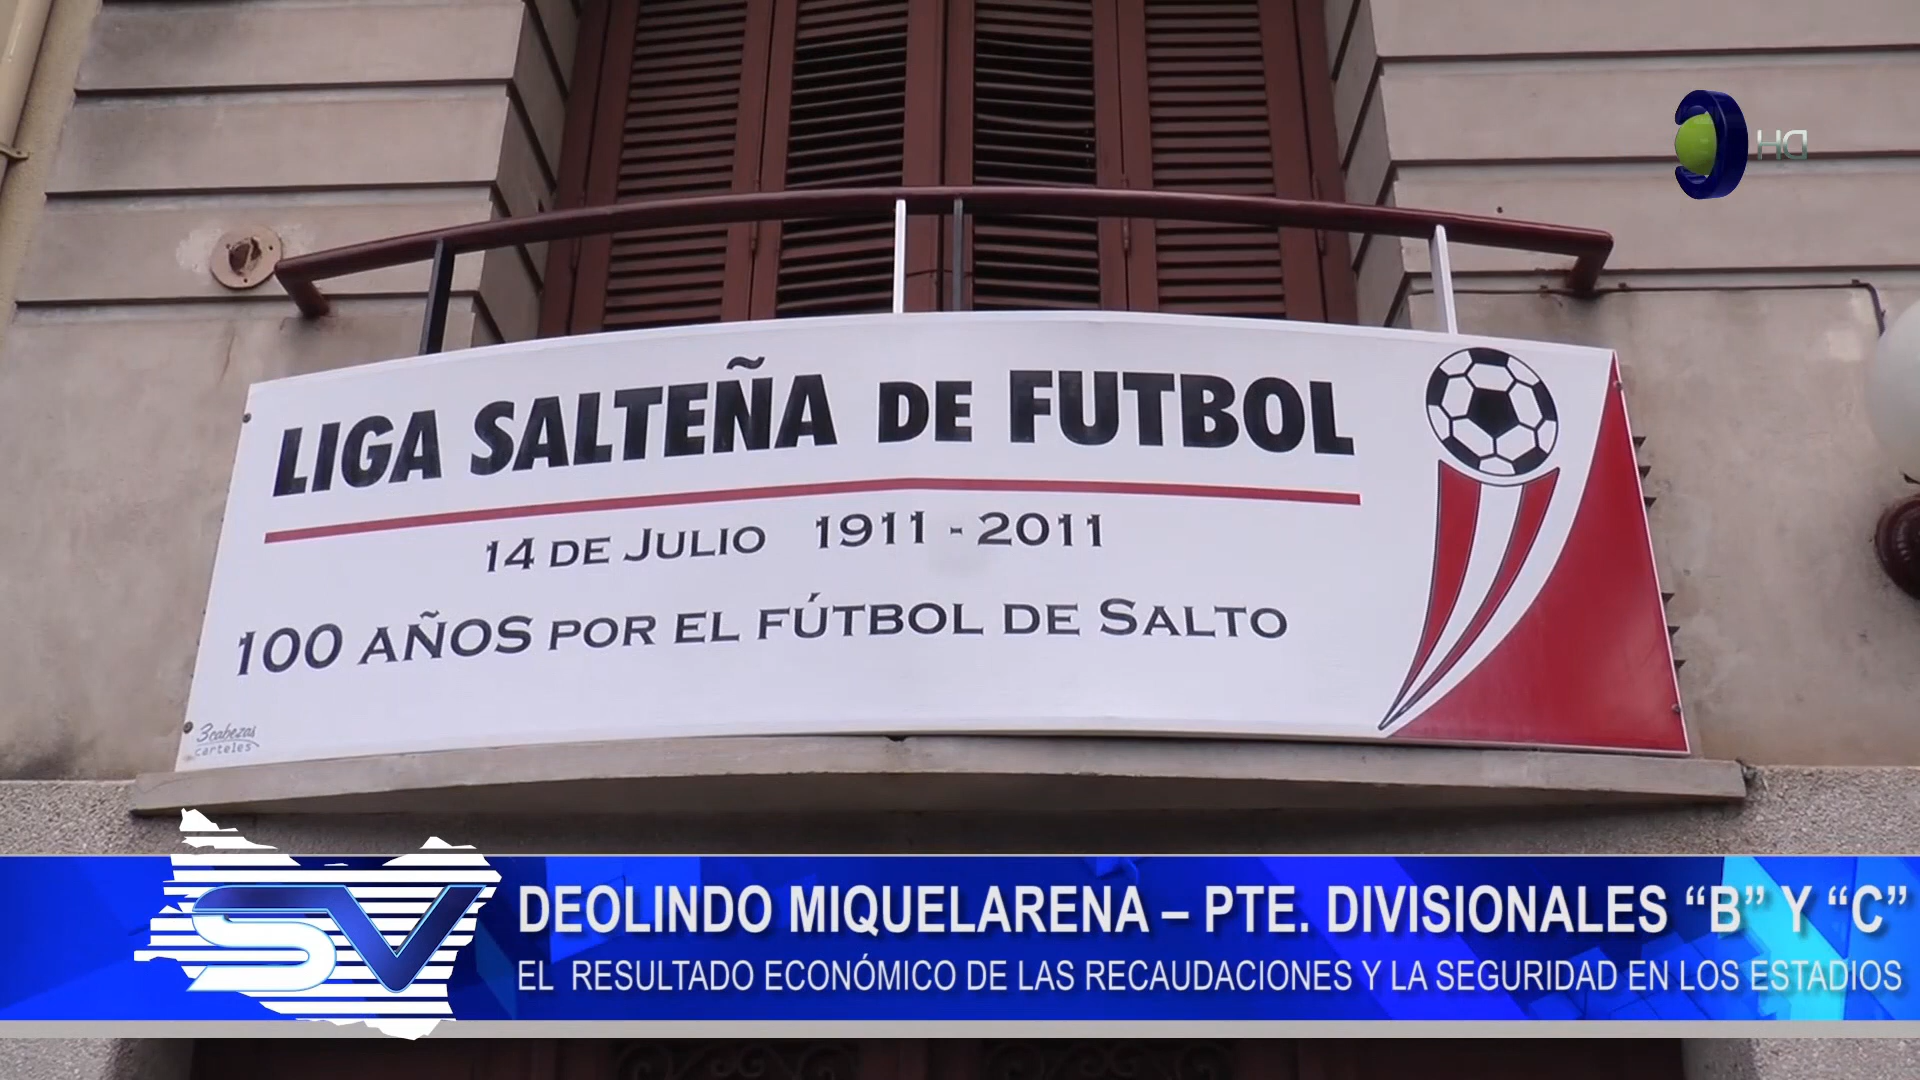 HD
LIGA SALTEÑA DE FUTBOL
14 DE JULIO 1911 - 2011
100 AÑOS POR EL FÚTBOL DE SALTO
3cabezas
carteles
SV
DEOLINDO MIQUELARENA – PTE. DIVISIONALES “B” Y “C”
EL RESULTADO ECONÓMICO DE LAS RECAUDACIONES Y LA SEGURIDAD EN LOS ESTADIOS